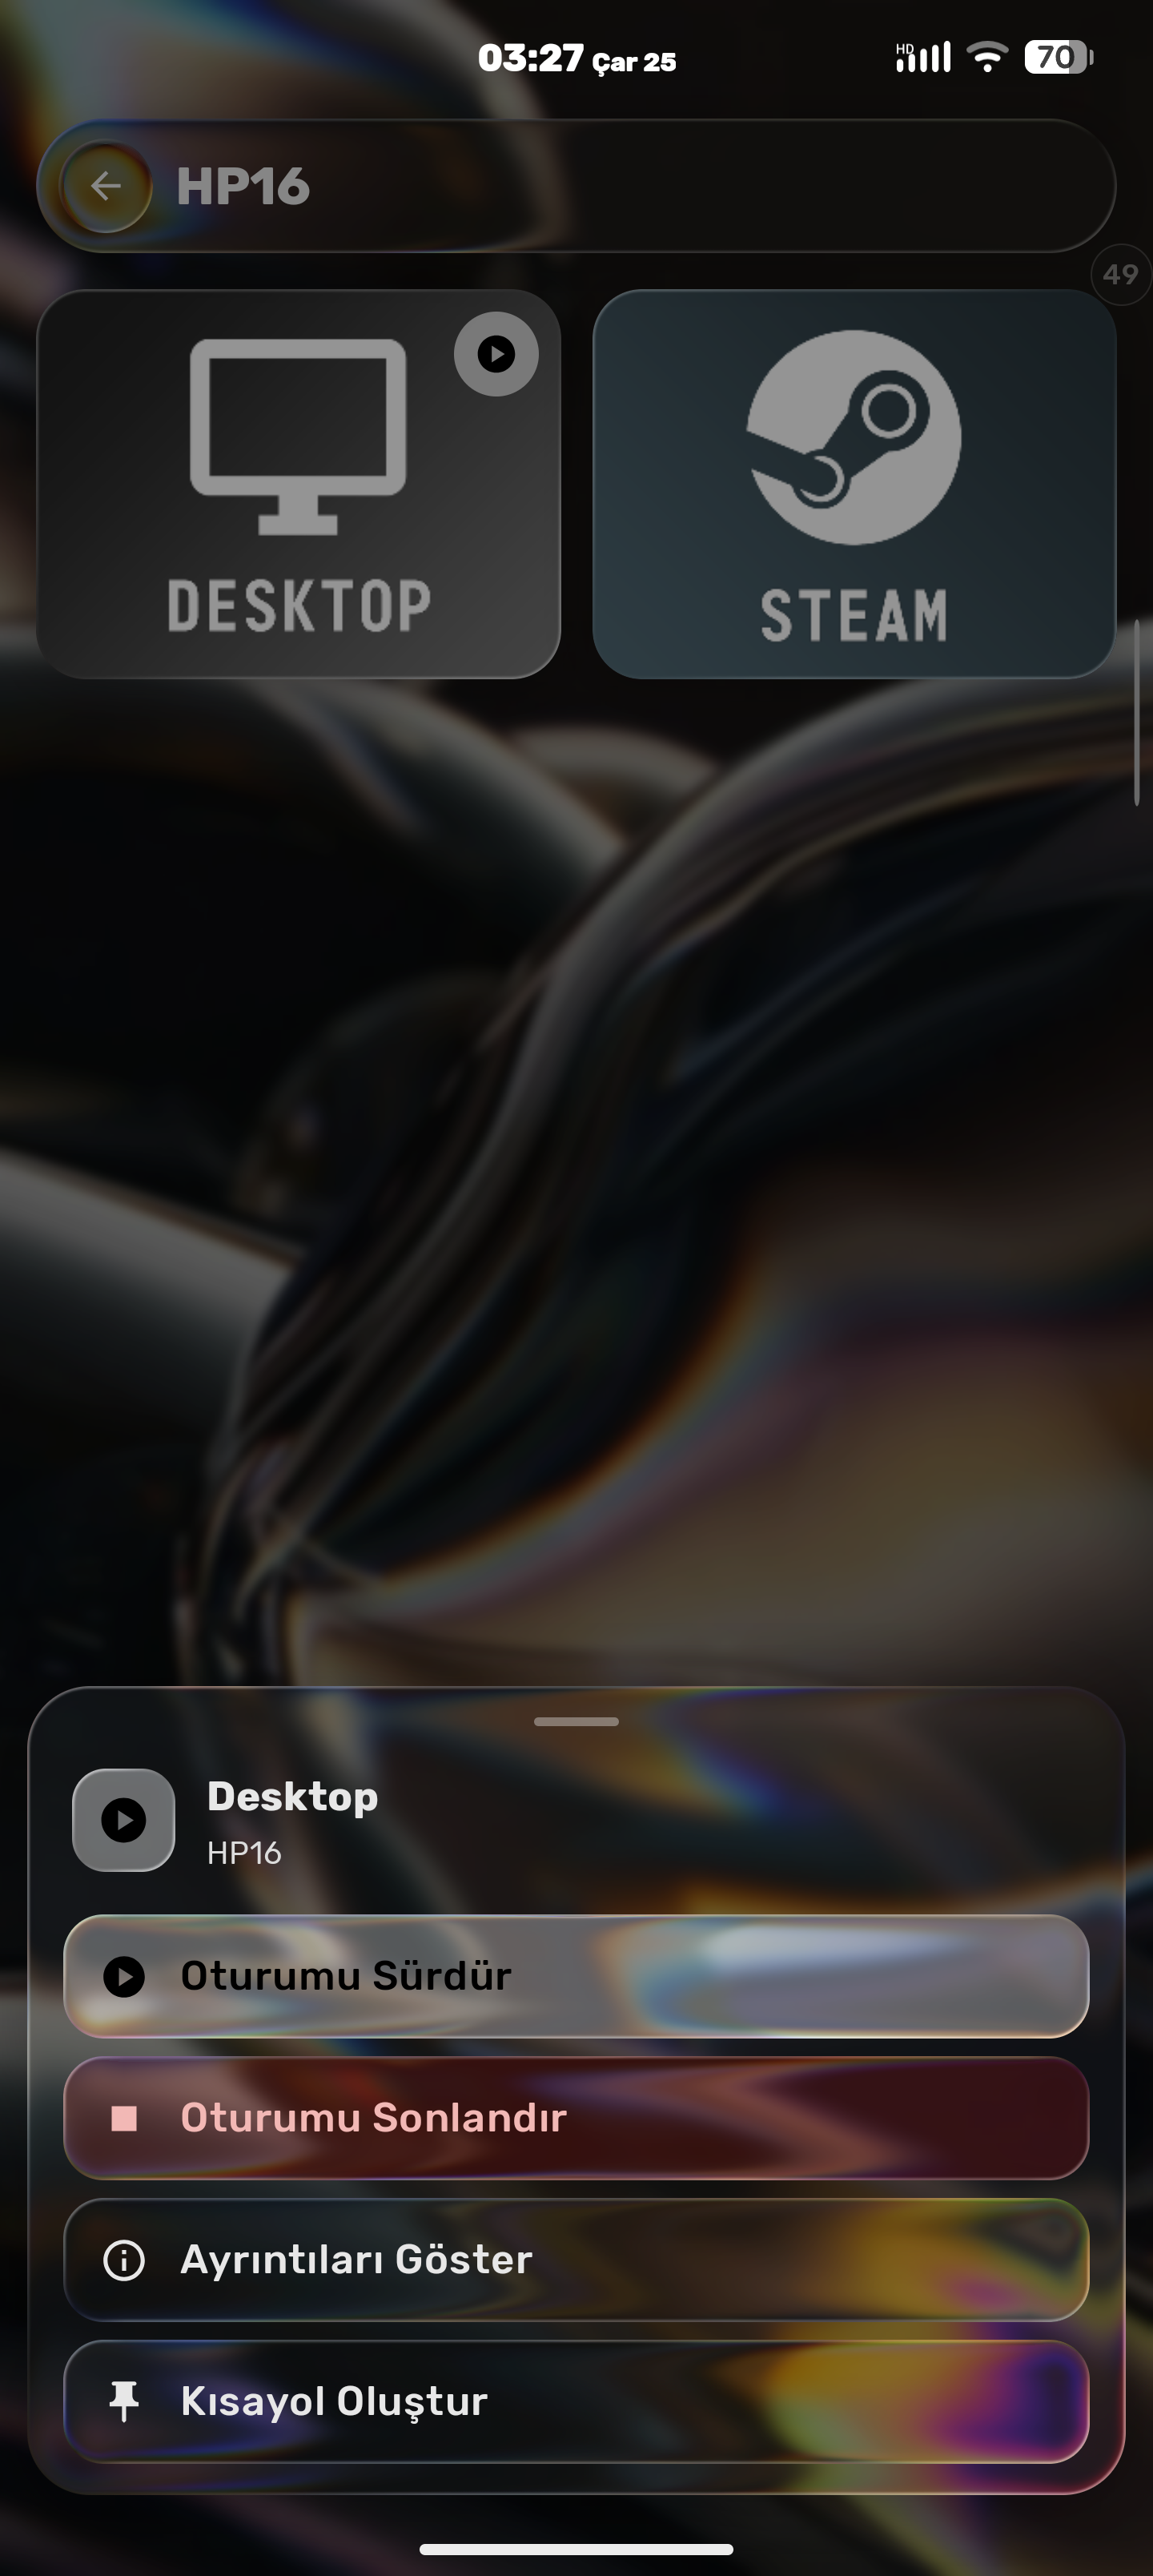 03:27 Çar 25
HD
70
HP16
49
DESKTOP
STEAM
Desktop
HP16
Oturumu Sürdür
Oturumu Sonlandır
Ayrıntıları Göster
Kısayol Oluştur